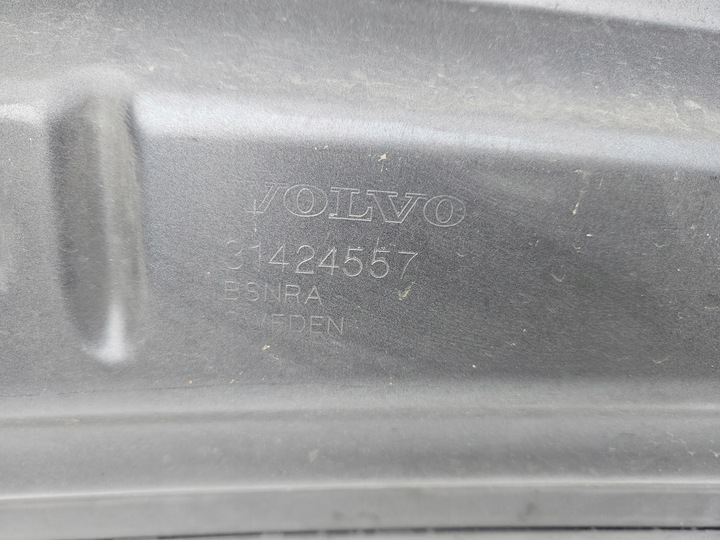 VOLVO
31424557
BSNRA
SWEDEN